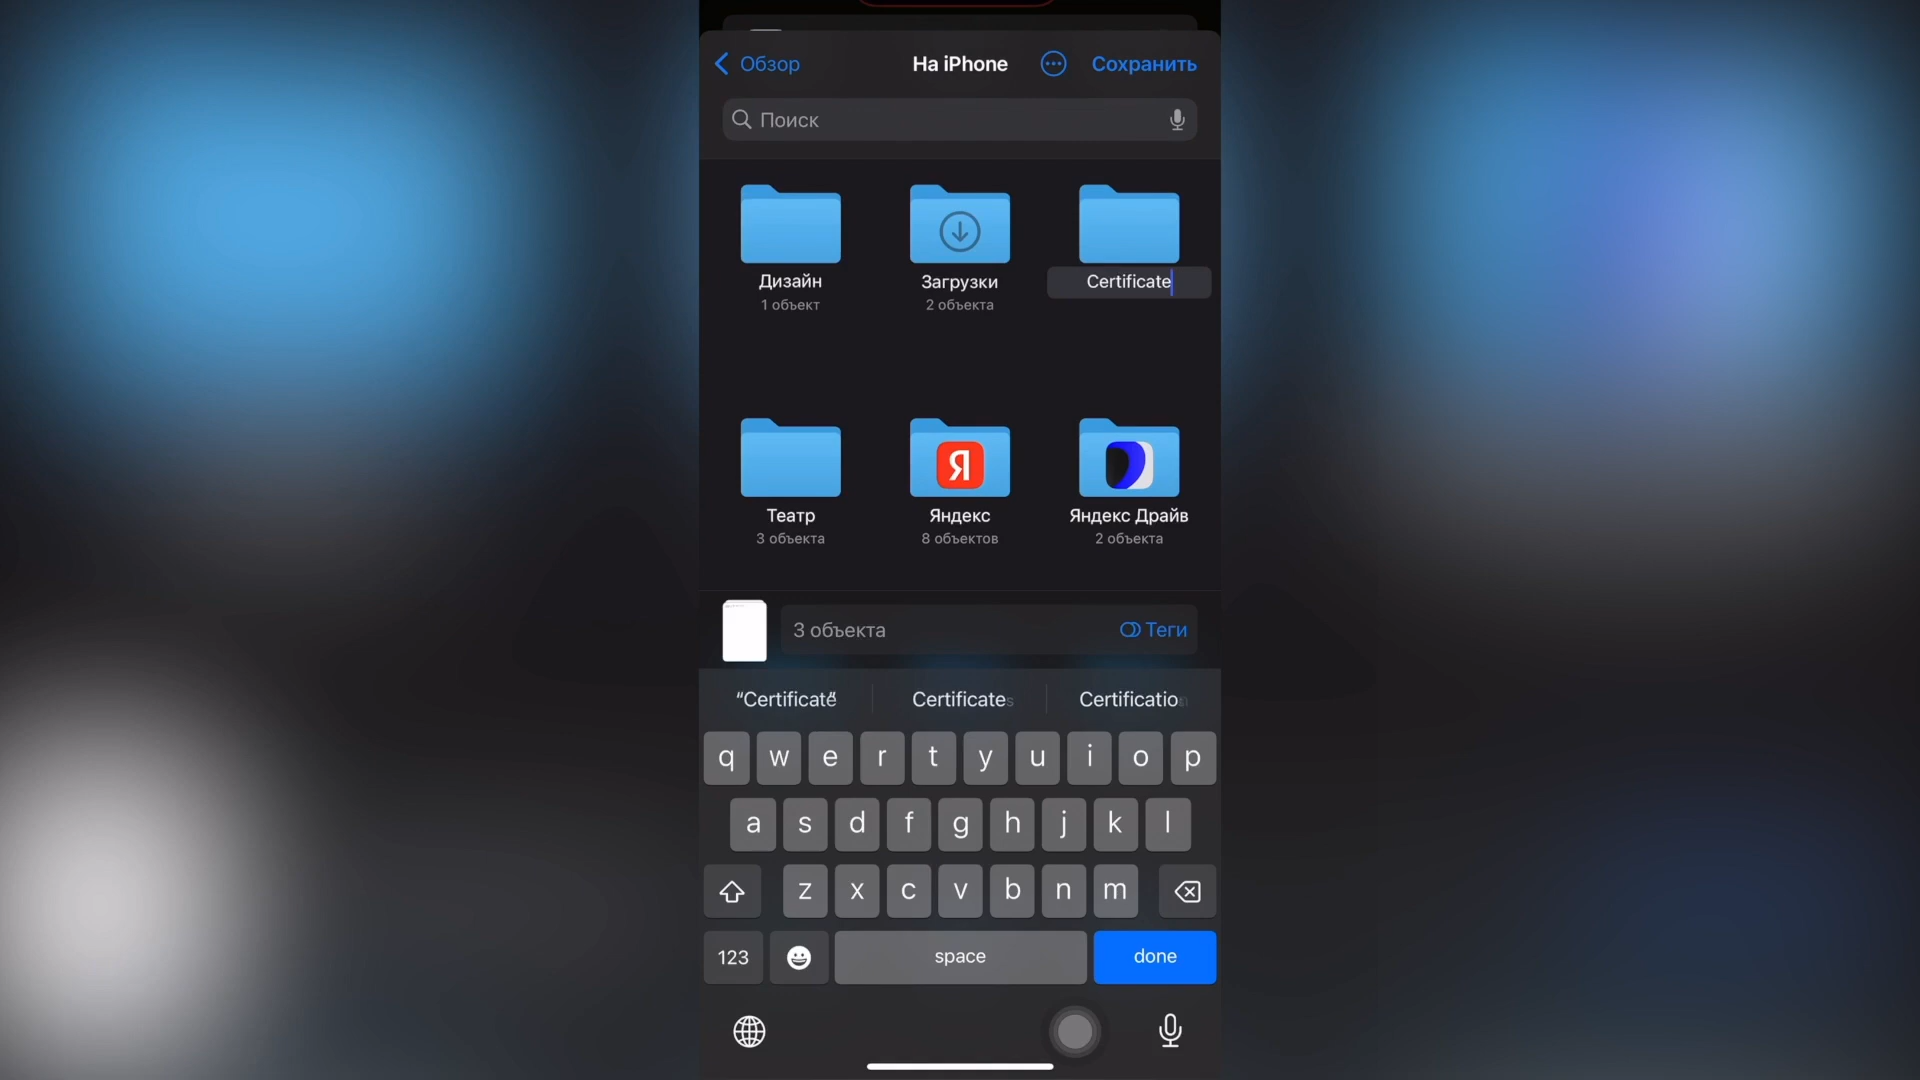 Обзор
На iPhone
Сохранить
Поиск
Дизайн
1 объект
Загрузки
2 объекта
Certificate
Театр
3 объекта
Я
Яндекс
8 объектов
Яндекс Драйв
2 объекта
3 объекта
Теги
“Certificate”
Certificates
Certification
q w e r t y u i o p
a s d f g h j k l
z x c v b n m
123
space
done